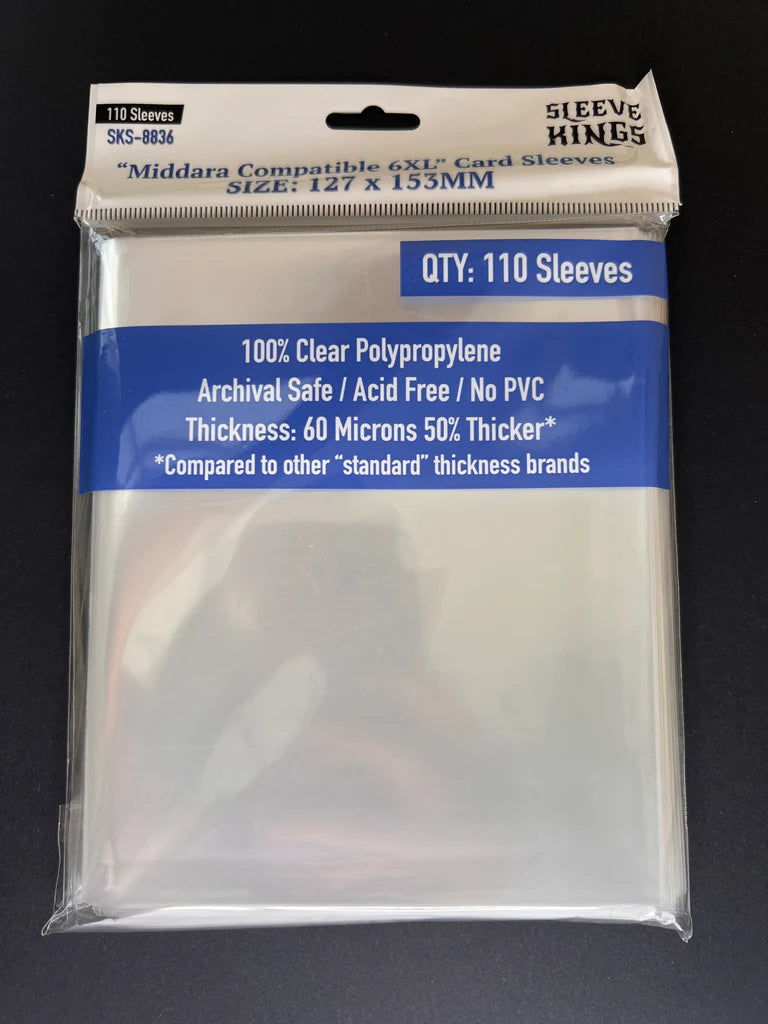 110 Sleeves
SKS-8836
SLEEVE
KINGS
"Middara Compatible 6XL" Card Sleeves
SIZE: 127 x 153MM
QTY: 110 Sleeves
100% Clear Polypropylene
Archival Safe / Acid Free / No PVC
Thickness: 60 Microns 50% Thicker*
*Compared to other "standard" thickness brands